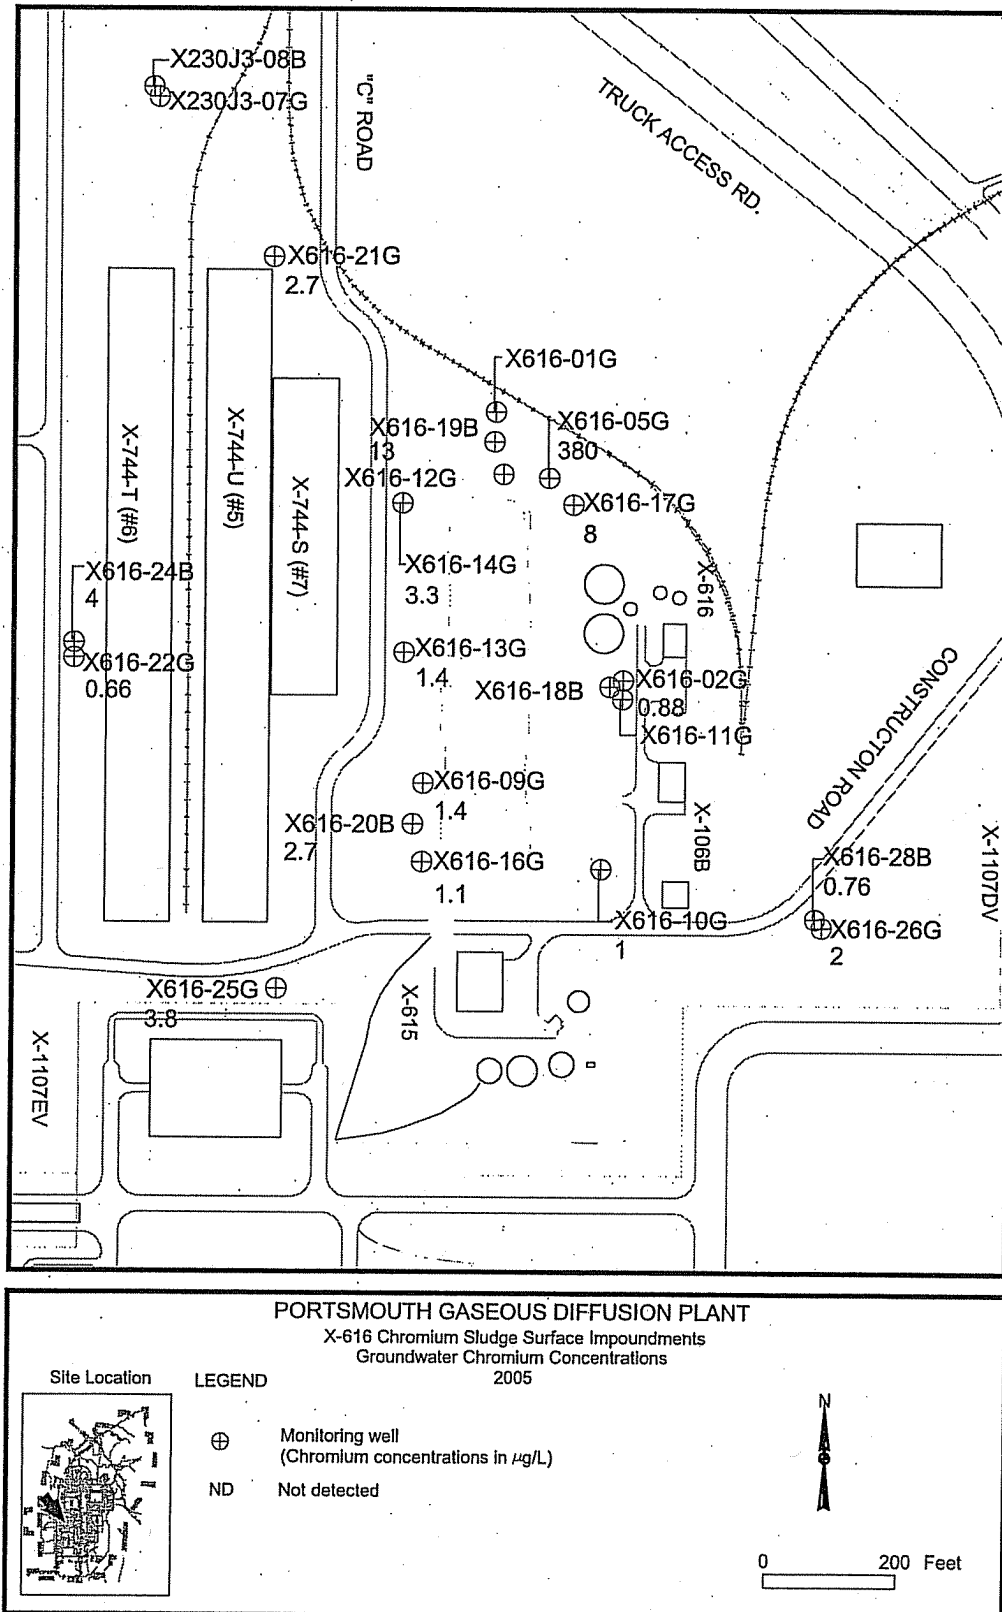 X230J3-08B
X230J3-07G
"C" ROAD
TRUCK ACCESS RD.
X616-21G
2.7
X616-01G
X616-19B
13
X616-05G
380
X616-12G
X616-17G
8
X-744-T (#6)
X-744-U (#5)
X-744-S (#7)
X616-14G
3.3
X-616
X616-24B
4
X616-22G
0.66
X616-13G
1.4
X616-18B
X616-02G
0.88
X616-11G
CONSTRUCTON ROAD
X616-09G
1.4
X616-20B
2.7
X616-16G
1.1
X-106B
X616-28B
0.76
X-1107DV
X616-10G
1
X616-26G
2
X616-25G
3.8
X-615
X-1107EV
PORTSMOUTH GASEOUS DIFFUSION PLANT
X-616 Chromium Sludge Surface Impoundments
Groundwater Chromium Concentrations
2005
Site Location
LEGEND
Monitoring well
(Chromium concentrations in µg/L)
ND Not detected
N
0 200 Feet